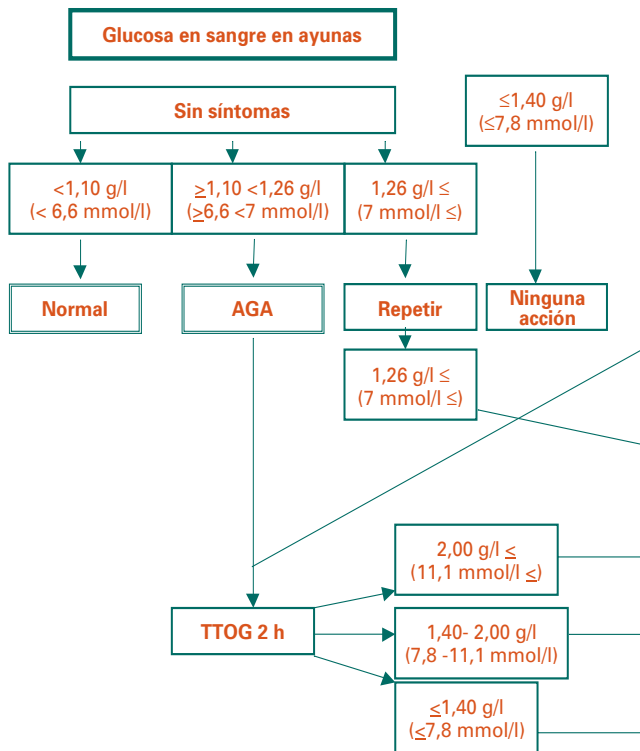 Glucosa en sangre en ayunas
Sin síntomas
≤1,40 g/l
(≤7,8 mmol/l)
<1,10 g/l
(< 6,6 mmol/l)
≥1,10 <1,26 g/l
(≥6,6 <7 mmol/l)
1,26 g/l ≤
(7 mmol/l ≤)
Normal
AGA
Repetir
Ninguna
acción
1,26 g/l ≤
(7 mmol/l ≤)
2,00 g/l ≤
(11,1 mmol/l ≤)
TTOG 2 h
1,40- 2,00 g/l
(7,8 -11,1 mmol/l)
≤1,40 g/l
(≤7,8 mmol/l)